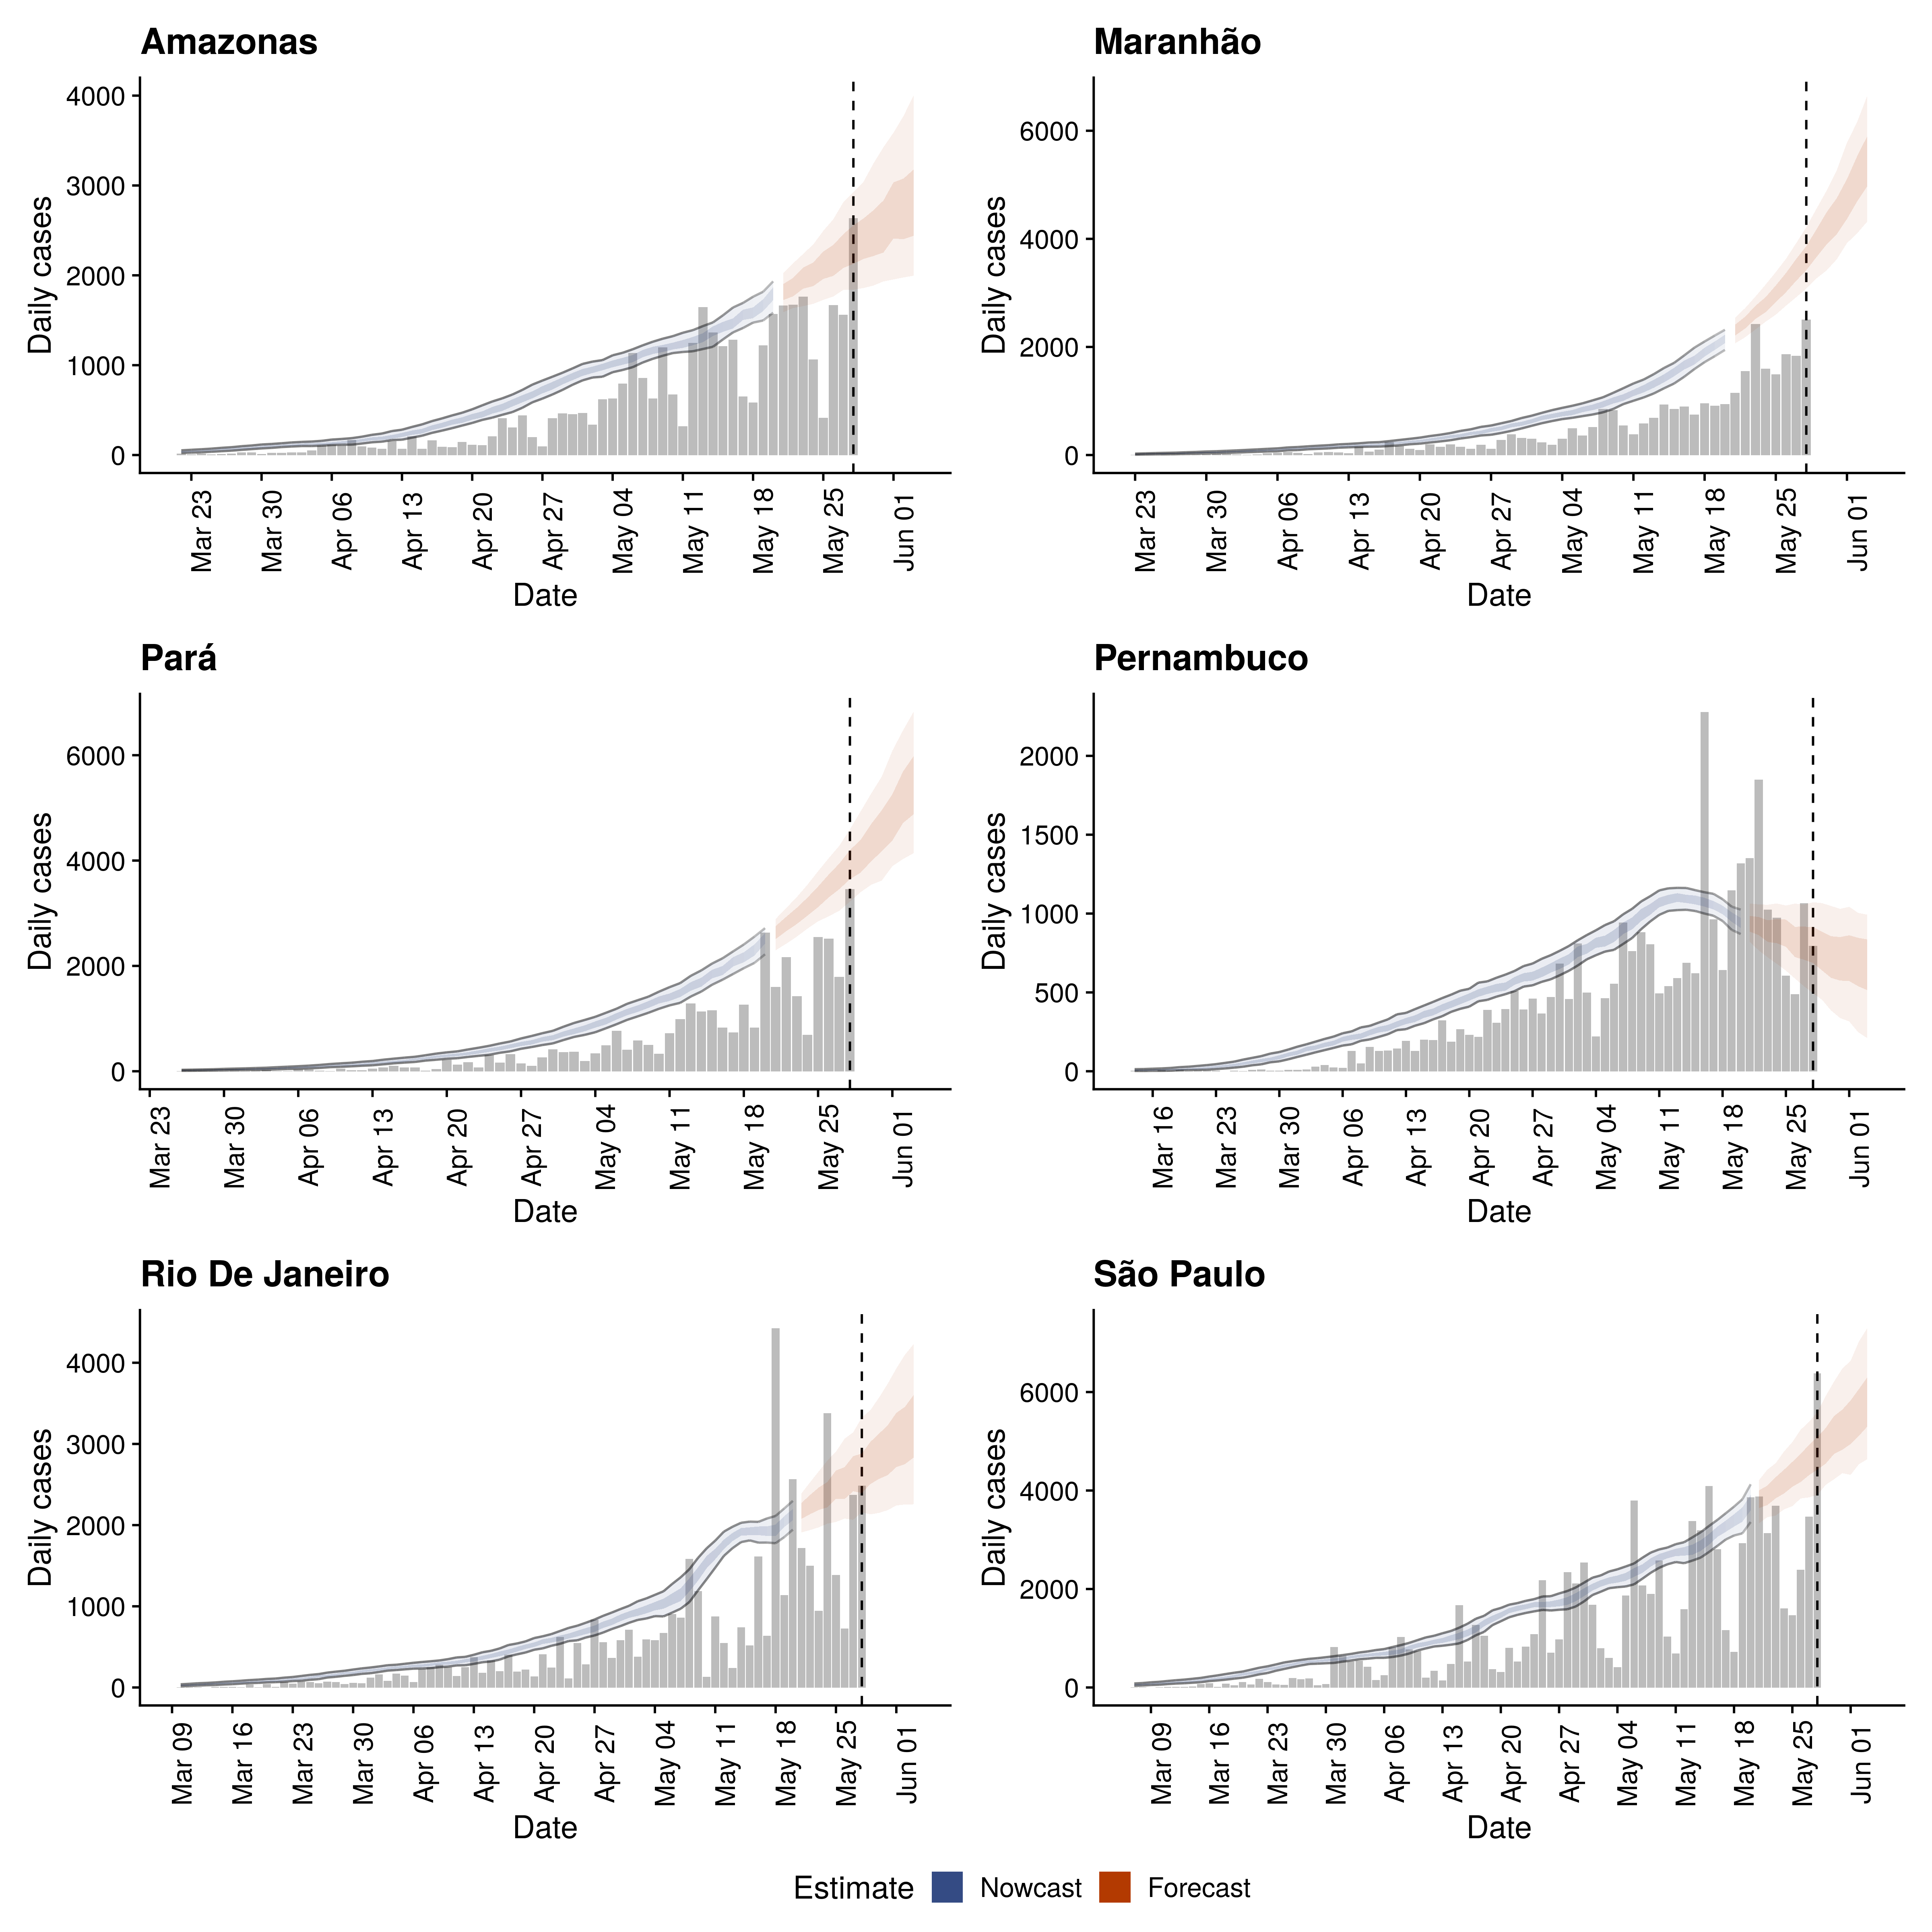 Amazonas
Daily cases
4000
3000
2000
1000
0
Mar 23
Mar 30
Apr 06
Apr 13
Apr 20
Apr 27
May 04
May 11
May 18
May 25
Jun 01
Date
Maranhão
Daily cases
6000
4000
2000
0
Mar 23
Mar 30
Apr 06
Apr 13
Apr 20
Apr 27
May 04
May 11
May 18
May 25
Jun 01
Date
Pará
Daily cases
6000
4000
2000
0
Mar 23
Mar 30
Apr 06
Apr 13
Apr 20
Apr 27
May 04
May 11
May 18
May 25
Jun 01
Date
Pernambuco
Daily cases
2000
1500
1000
500
0
Mar 16
Mar 23
Mar 30
Apr 06
Apr 13
Apr 20
Apr 27
May 04
May 11
May 18
May 25
Jun 01
Date
Rio De Janeiro
Daily cases
4000
3000
2000
1000
0
Mar 09
Mar 16
Mar 23
Mar 30
Apr 06
Apr 13
Apr 20
Apr 27
May 04
May 11
May 18
May 25
Jun 01
Date
São Paulo
Daily cases
6000
4000
2000
0
Mar 09
Mar 16
Mar 23
Mar 30
Apr 06
Apr 13
Apr 20
Apr 27
May 04
May 11
May 18
May 25
Jun 01
Date
Estimate Nowcast Forecast